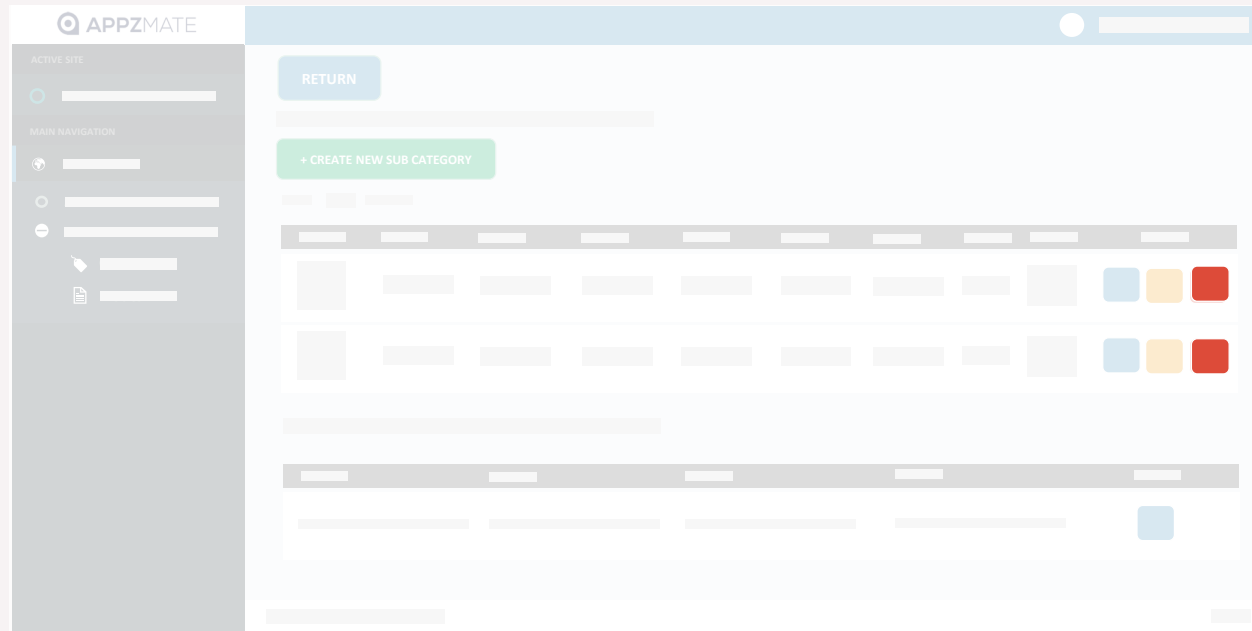 APPZMATE
ACTIVE SITE
MAIN NAVIGATION
RETURN
+ CREATE NEW SUB CATEGORY